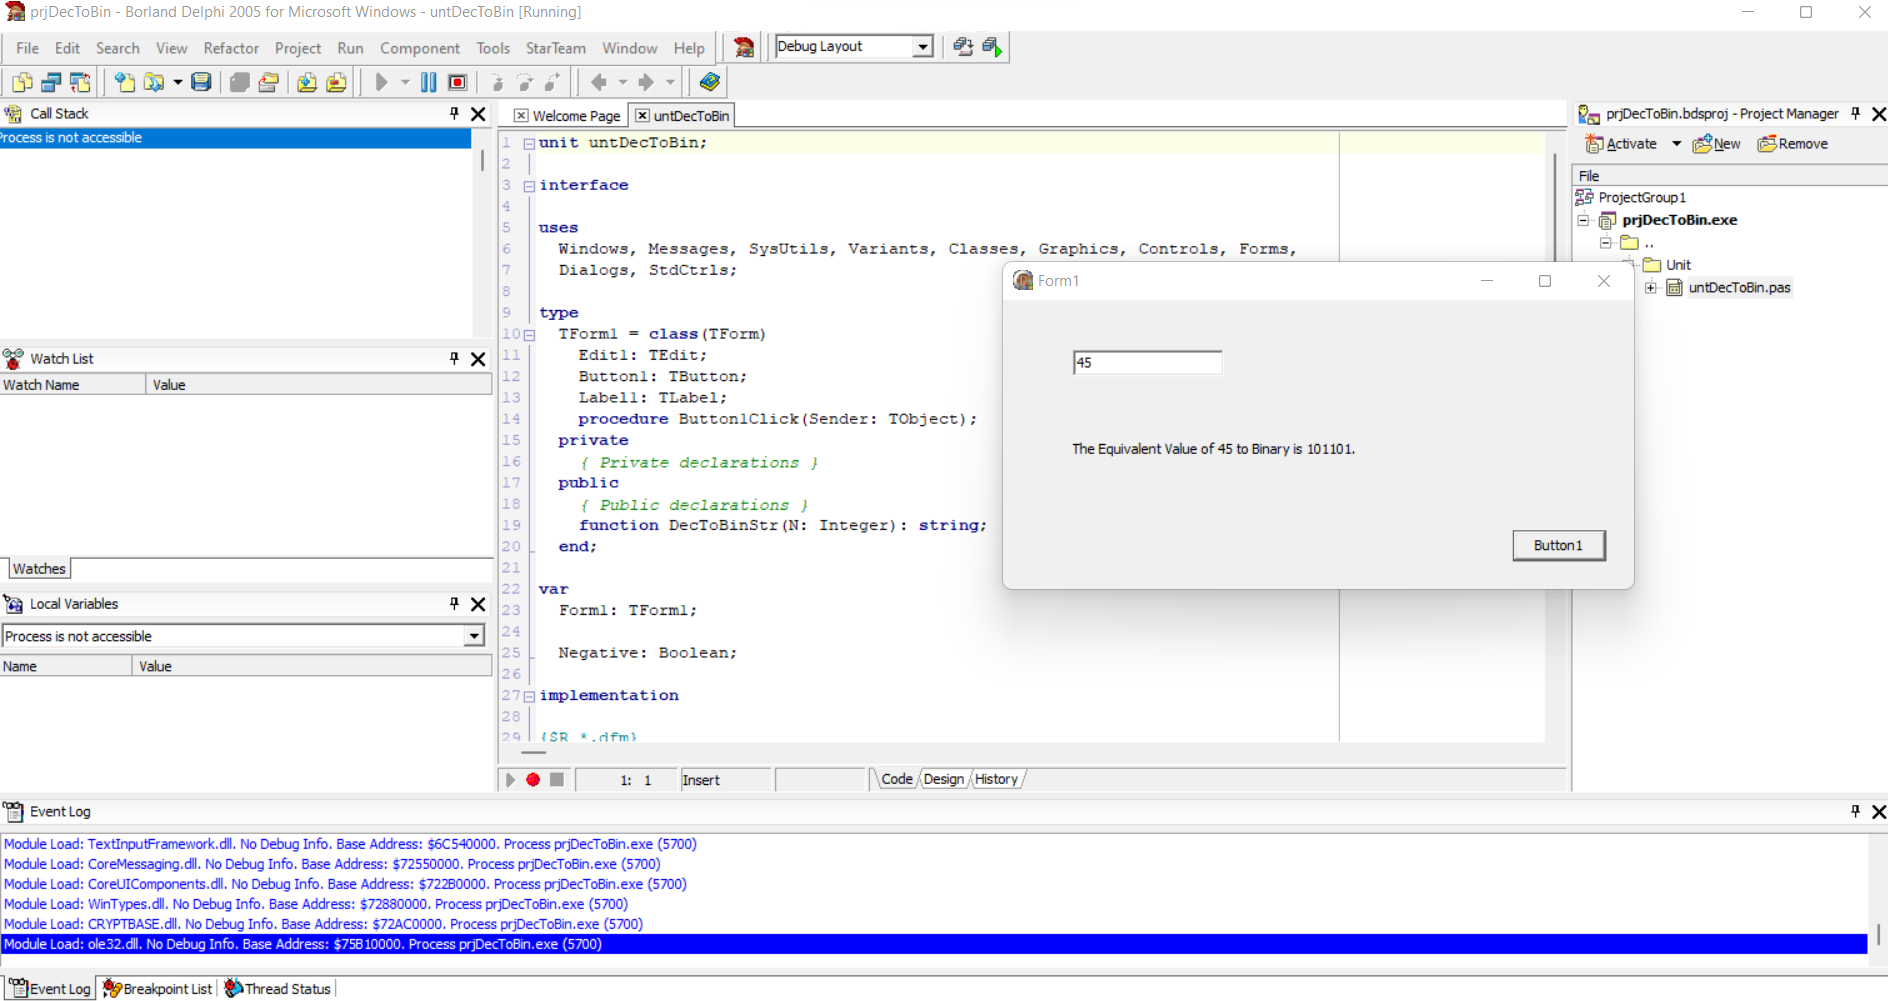 prjDecToBin - Borland Delphi 2005 for Microsoft Windows - untDecToBin [Running]
File Edit Search View Refactor Project Run Component Tools StarTeam Window Help
Debug Layout
Call Stack
Process is not accessible
Watch List
Watch Name Value
Watches
Local Variables
Process is not accessible
Name Value
Welcome Page untDecToBin
1 unit untDecToBin;
2
3 interface
4
5 uses
6 Windows, Messages, SysUtils, Variants, Classes, Graphics, Controls, Forms,
7 Dialogs, StdCtrls;
8
9 type
10 TForm1 = class(TForm)
11 Edit1: TEdit;
12 Button1: TButton;
13 Label1: TLabel;
14 procedure Button1Click(Sender: TObject);
15 private
16 { Private declarations }
17 public
18 { Public declarations }
19 function DecToBinStr(N: Integer): string;
20 end;
21
22 var
23 Form1: TForm1;
24
25 Negative: Boolean;
26
27 implementation
28
29 {$R *.dfm}
1: 1 Insert
Code Design History
Form1
45
The Equivalent Value of 45 to Binary is 101101.
Button1
prjDecToBin.bdsproj - Project Manager
Activate New Remove
File
ProjectGroup1
prjDecToBin.exe
..
Unit
untDecToBin.pas
Event Log
Module Load: TextInputFramework.dll. No Debug Info. Base Address: $6C540000. Process prjDecToBin.exe (5700)
Module Load: CoreMessaging.dll. No Debug Info. Base Address: $72550000. Process prjDecToBin.exe (5700)
Module Load: CoreUIComponents.dll. No Debug Info. Base Address: $722B0000. Process prjDecToBin.exe (5700)
Module Load: WinTypes.dll. No Debug Info. Base Address: $72880000. Process prjDecToBin.exe (5700)
Module Load: CRYPTBASE.dll. No Debug Info. Base Address: $72AC0000. Process prjDecToBin.exe (5700)
Module Load: ole32.dll. No Debug Info. Base Address: $75B10000. Process prjDecToBin.exe (5700)
Event Log Breakpoint List Thread Status